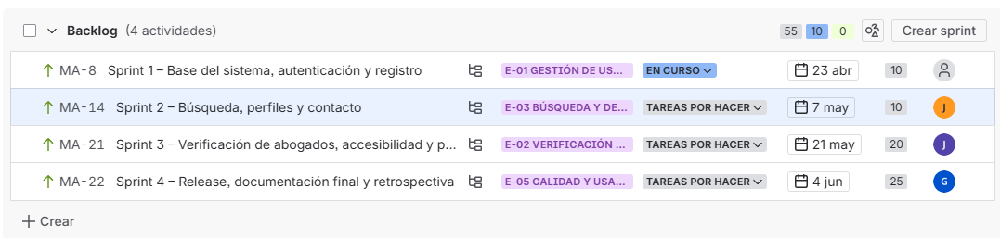 Backlog (4 actividades) 55 10 0 Crear sprint
MA-8 Sprint 1 – Base del sistema, autenticación y registro E-01 GESTIÓN DE US... EN CURSO 23 abr 10
MA-14 Sprint 2 – Búsqueda, perfiles y contacto E-03 BÚSQUEDA Y DE... TAREAS POR HACER 7 may 10 J
MA-21 Sprint 3 – Verificación de abogados, accesibilidad y p... E-02 VERIFICACIÓN ... TAREAS POR HACER 21 may 20 J
MA-22 Sprint 4 – Release, documentación final y retrospectiva E-05 CALIDAD Y USA... TAREAS POR HACER 4 jun 25 G
Crear